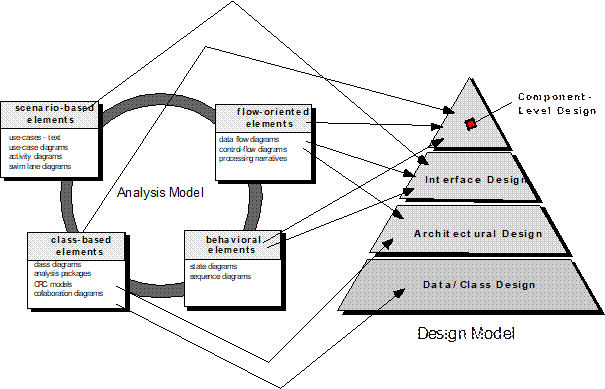 scenario-based
elements
use-cases - text
use-case diagrams
activity diagrams
swim lane diagrams
flow-oriented
elements
data flow diagrams
control-flow diagrams
processing narratives
Analysis Model
class-based
elements
class diagrams
analysis packages
CRC models
collaboration diagrams
behavioral
elements
state diagrams
sequence diagrams
Component-
Level Design
Interface Design
Architectural Design
Data/Class Design
Design Model